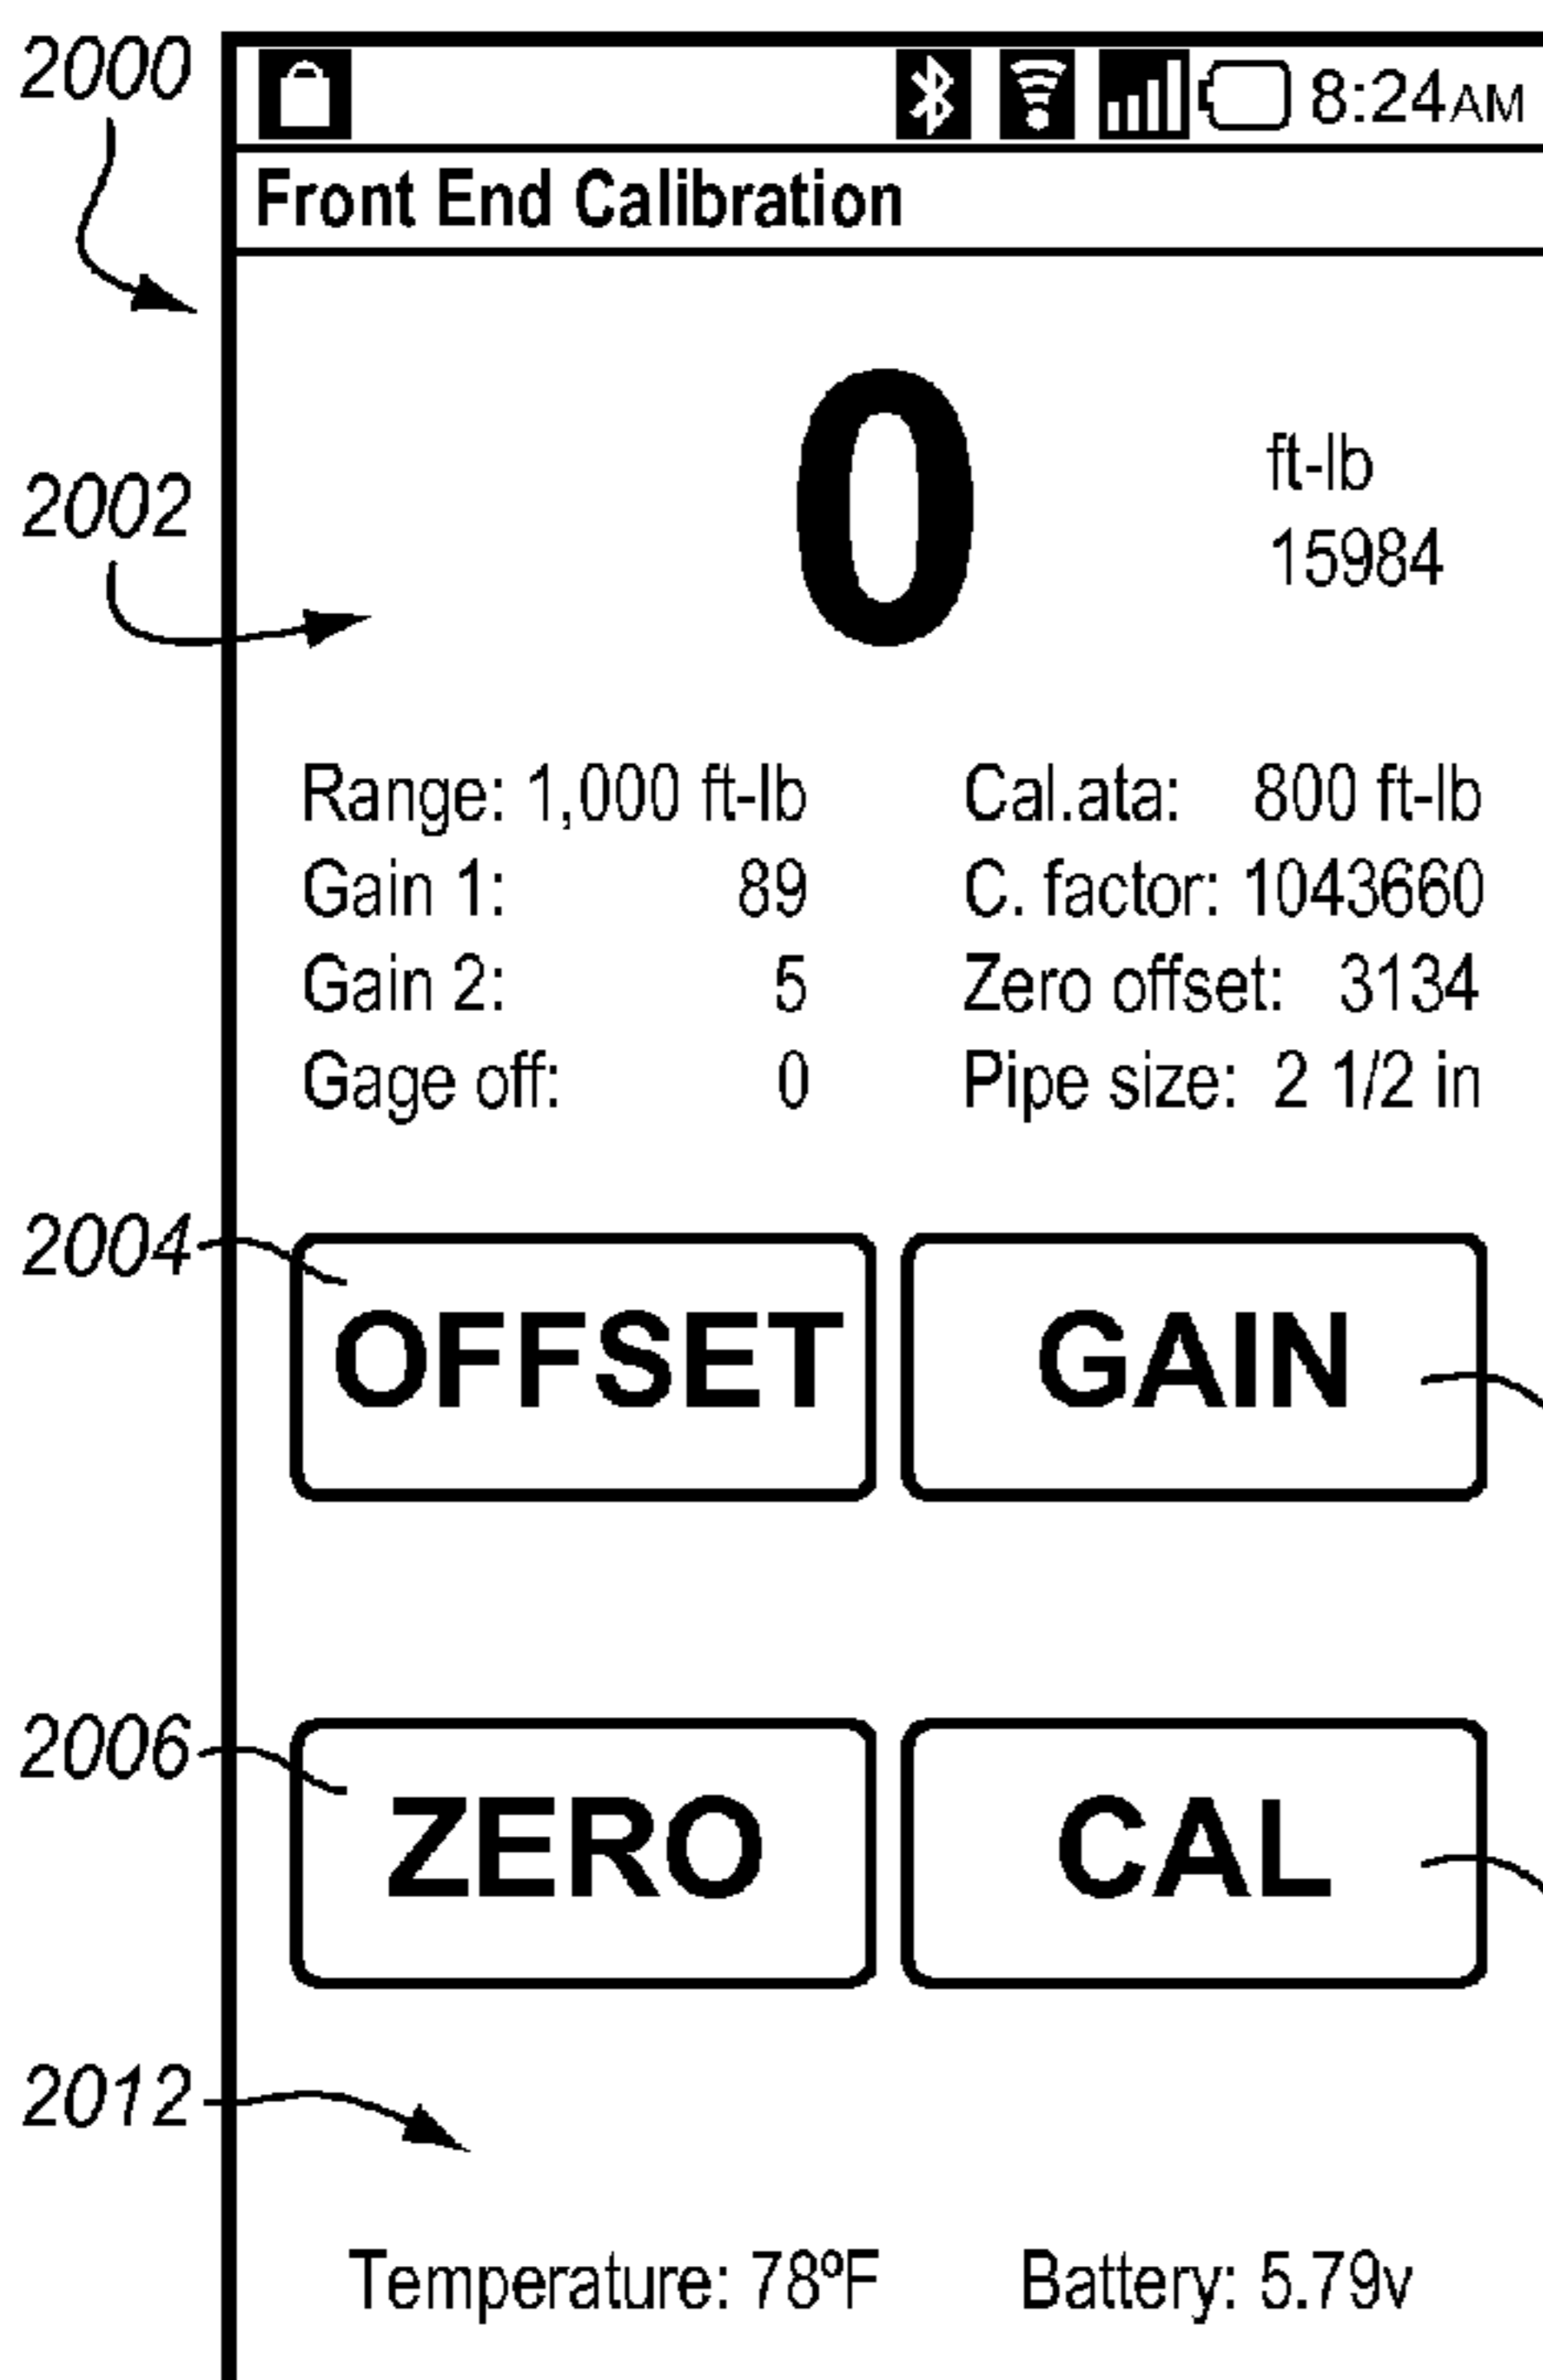 2000
8:24AM
Front End Calibration
0
ft-lb
2002
15984
Range: 1,000 ft-lb Cal.ata: 800 ft-lb
Gain 1: 89 C. factor: 1043660
Gain 2: 5 Zero offset: 3134
Gage off: 0 Pipe size: 2 1/2 in
2004
OFFSET GAIN
2006
ZERO CAL
2012
Temperature: 78ºF Battery: 5.79v